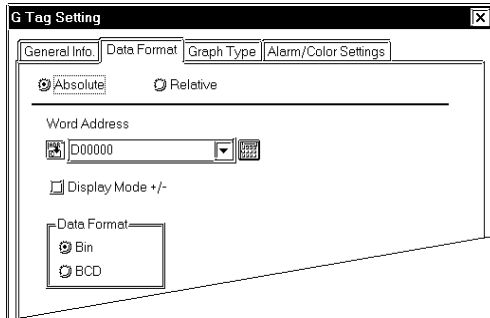 G Tag Setting
General Info. Data Format Graph Type Alarm/Color Settings
Absolute Relative
Word Address
D00000
Display Mode +/-
Data Format
Bin
BCD